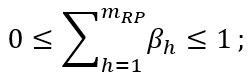 0 ≤ ∑_{h=1}^{m_{RP}} β_h ≤ 1 ;